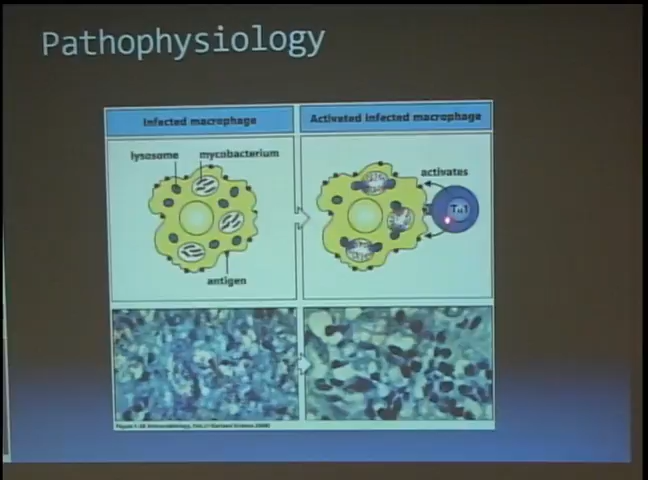 Pathophysiology
Infected macrophage
Activated infected macrophage
lysosome mycobacterium
activates
TH1
antigen